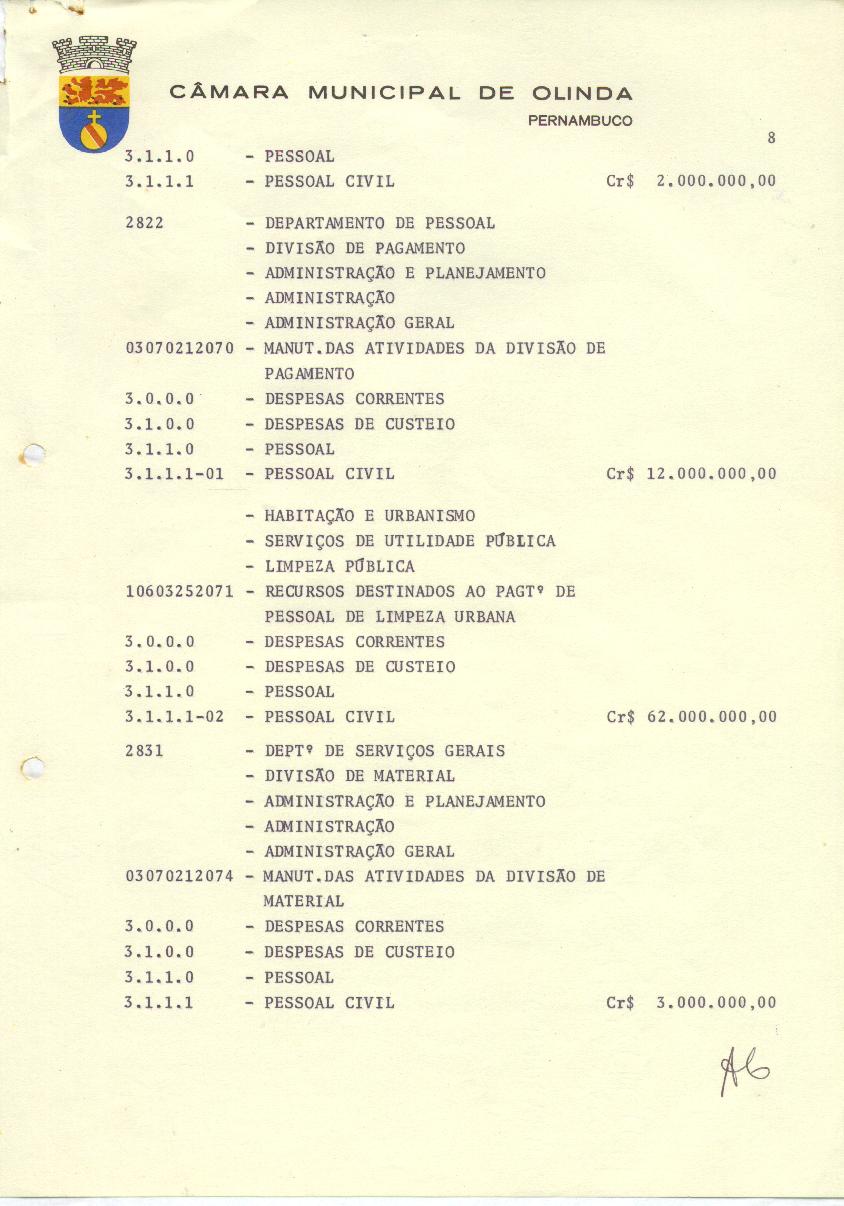 CÂMARA MUNICIPAL DE OLINDA
PERNAMBUCO
8
3.1.1.0 - PESSOAL
3.1.1.1 - PESSOAL CIVIL Cr$ 2.000.000,00
2822 - DEPARTAMENTO DE PESSOAL
- DIVISÃO DE PAGAMENTO
- ADMINISTRAÇÃO E PLANEJAMENTO
- ADMINISTRAÇÃO
- ADMINISTRAÇÃO GERAL
03070212070 - MANUT.DAS ATIVIDADES DA DIVISÃO DE
PAGAMENTO
3.0.0.0 - DESPESAS CORRENTES
3.1.0.0 - DESPESAS DE CUSTEIO
3.1.1.0 - PESSOAL
3.1.1.1-01 - PESSOAL CIVIL Cr$ 12.000.000,00
- HABITAÇÃO E URBANISMO
- SERVIÇOS DE UTILIDADE PÚBLICA
- LIMPEZA PÚBLICA
10603252071 - RECURSOS DESTINADOS AO PAGTº DE
PESSOAL DE LIMPEZA URBANA
3.0.0.0 - DESPESAS CORRENTES
3.1.0.0 - DESPESAS DE CUSTEIO
3.1.1.0 - PESSOAL
3.1.1.1-02 - PESSOAL CIVIL Cr$ 62.000.000,00
2831 - DEPTº DE SERVIÇOS GERAIS
- DIVISÃO DE MATERIAL
- ADMINISTRAÇÃO E PLANEJAMENTO
- ADMINISTRAÇÃO
- ADMINISTRAÇÃO GERAL
03070212074 - MANUT.DAS ATIVIDADES DA DIVISÃO DE
MATERIAL
3.0.0.0 - DESPESAS CORRENTES
3.1.0.0 - DESPESAS DE CUSTEIO
3.1.1.0 - PESSOAL
3.1.1.1 - PESSOAL CIVIL Cr$ 3.000.000,00